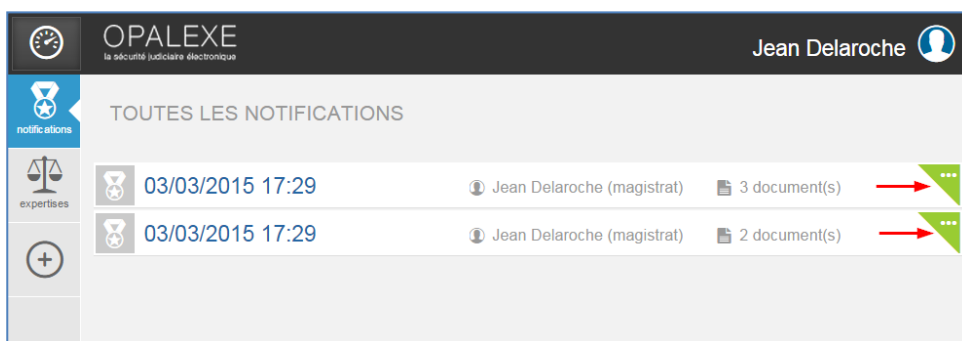 OPALEXE
la sécurité judiciaire électronique
Jean Delaroche
notifications
TOUTES LES NOTIFICATIONS
03/03/2015 17:29 Jean Delaroche (magistrat) 3 document(s)
expertises
03/03/2015 17:29 Jean Delaroche (magistrat) 2 document(s)